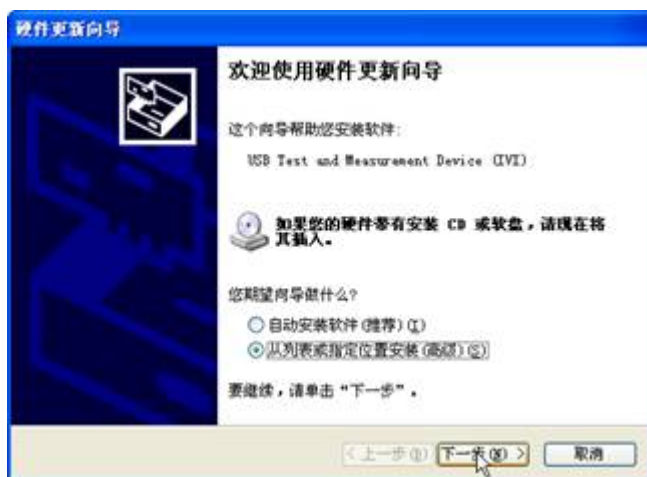 硬件更新向导
欢迎使用硬件更新向导
这个向导帮助您安装软件:
USB Test and Measurement Device (IVI)
如果您的硬件带有安装 CD 或软盘，请现在将
其插入。
您期望向导做什么?
自动安装软件(推荐)(I)
从列表或指定位置安装(高级)(S)
要继续，请单击“下一步”。
<上一步(B) 下一步(N) > 取消